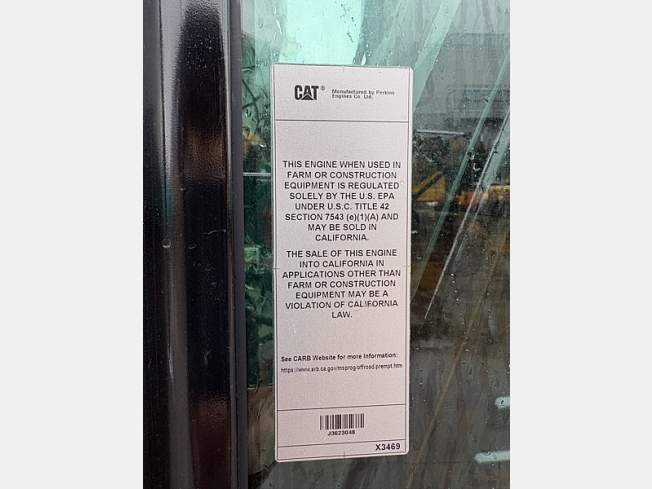 CAT® Manufactured by Perkins
Engines Co. Ltd.
THIS ENGINE WHEN USED IN
FARM OR CONSTRUCTION
EQUIPMENT IS REGULATED
SOLELY BY THE U.S. EPA
UNDER U.S.C. TITLE 42
SECTION 7543 (e)(1)(A) AND
MAY BE SOLD IN
CALIFORNIA.
THE SALE OF THIS ENGINE
INTO CALIFORNIA IN
APPLICATIONS OTHER THAN
FARM OR CONSTRUCTION
EQUIPMENT MAY BE A
VIOLATION OF CALIFORNIA
LAW.
See CARB Website for more Information:
https://www.arb.ca.gov/msprog/offroad/prempt.htm
J3623048
X3469